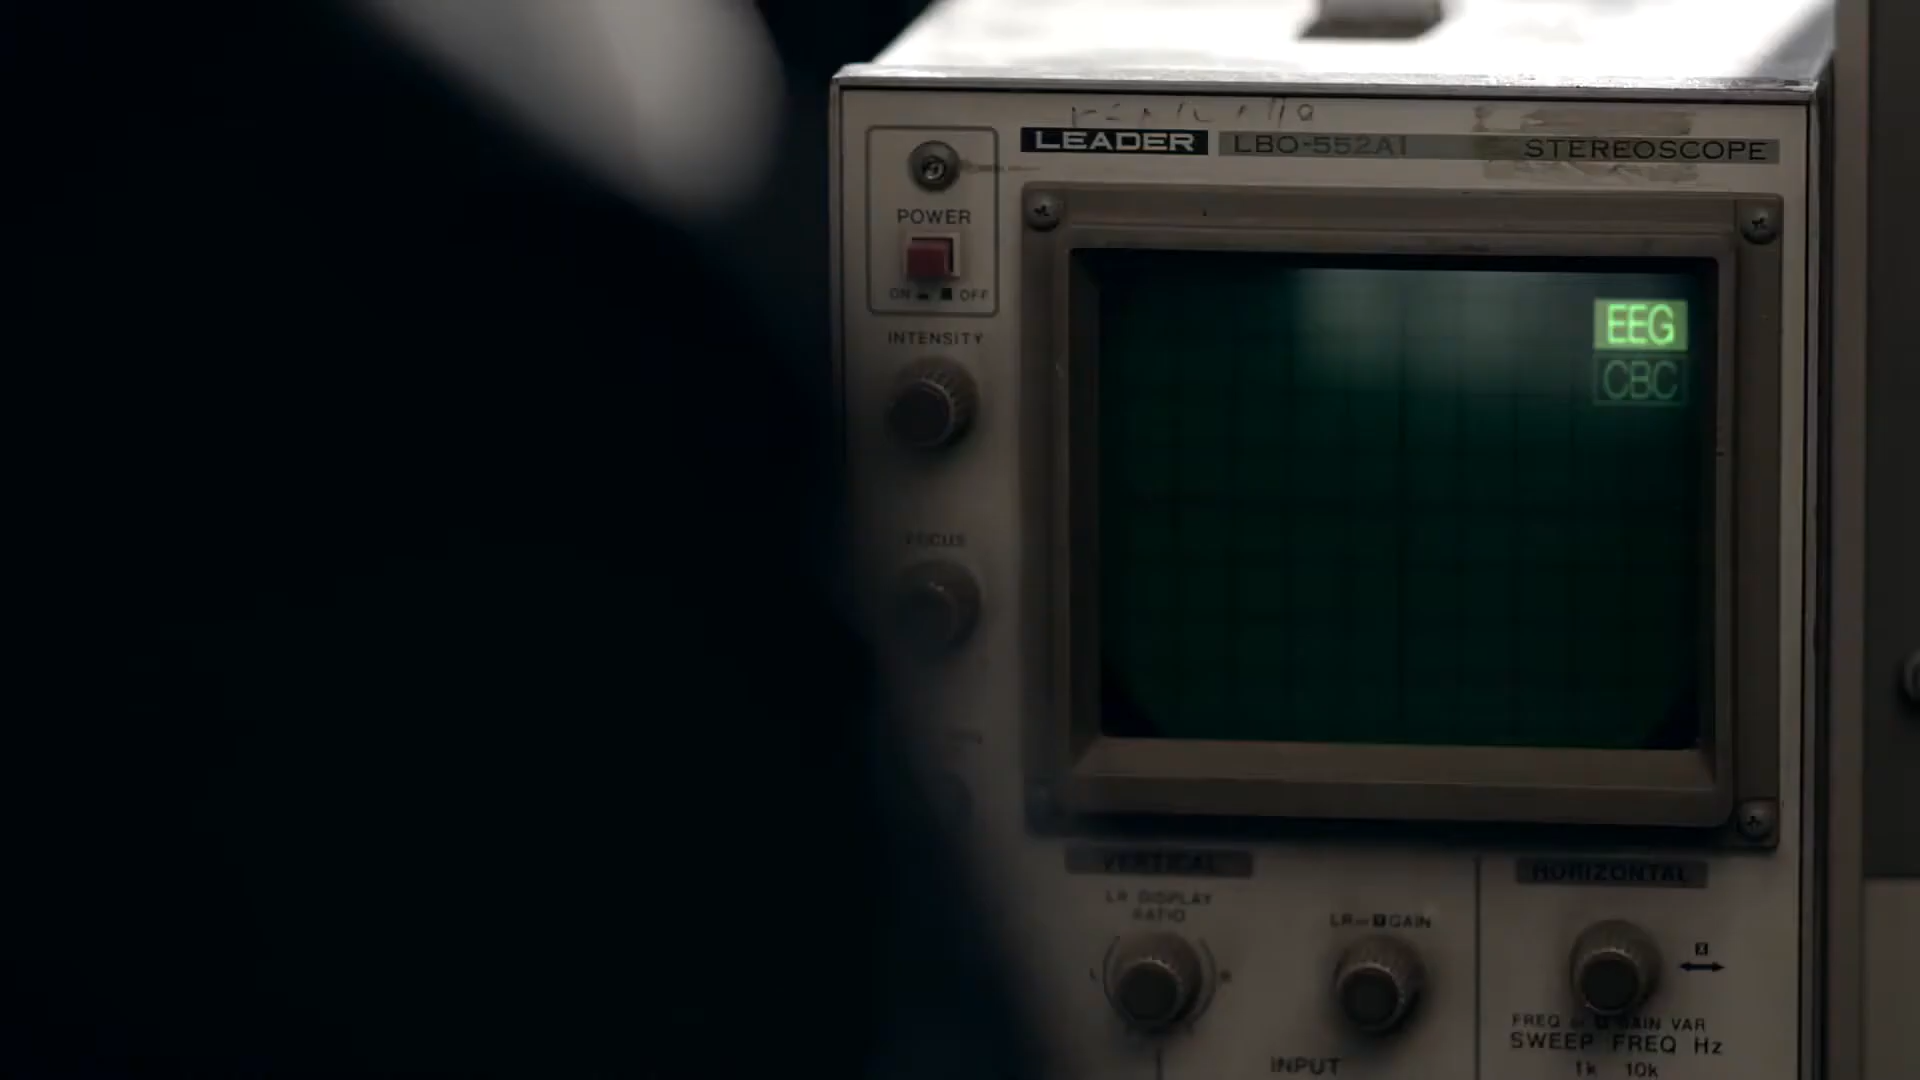 LEADER LBO-552A1 STEREOSCOPE
POWER
ON OFF
INTENSITY
FOCUS
EEG
CBC
VERTICAL
HORIZONTAL
LR DISPLAY
RATIO
LR GAIN
FREQ GAIN VAR
SWEEP FREQ Hz
1k 10k
INPUT